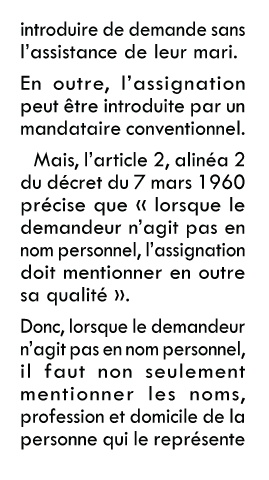 introduire de demande sans
l'assistance de leur mari.
En outre, l'assignation
peut être introduite par un
mandataire conventionnel.
Mais, l'article 2, alinéa 2
du décret du 7 mars 1960
précise que « lorsque le
demandeur n'agit pas en
nom personnel, l'assignation
doit mentionner en outre
sa qualité ».
Donc, lorsque le demandeur
n'agit pas en nom personnel,
il faut non seulement
mentionner les noms,
profession et domicile de la
personne qui le représente